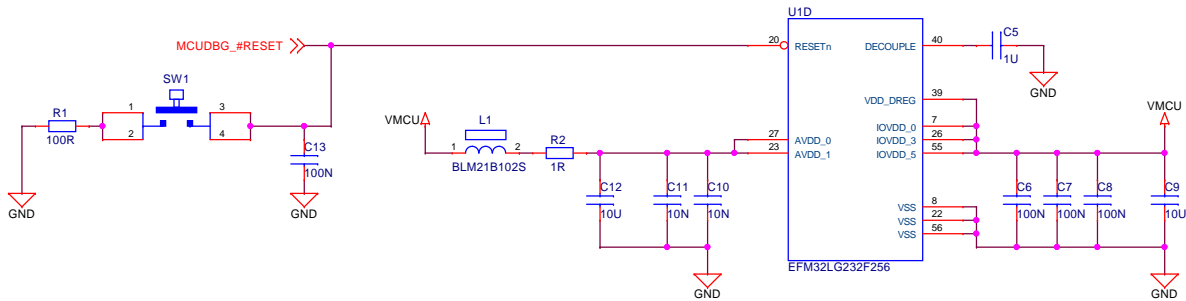 U1D
MCUDBG_#RESET
20
RESETn
DECOUPLE
40
C5
1U
GND
SW1
R1
100R
1
2
3
4
C13
100N
GND
GND
VMCU
L1
1
2
BLM21B102S
R2
1R
27
23
AVDD_0
AVDD_1
VDD_DREG
39
IOVDD_0
7
IOVDD_3
26
IOVDD_5
55
VMCU
C12
10U
C11
10N
C10
10N
GND
VSS
8
VSS
22
VSS
56
C6
100N
C7
100N
C8
100N
C9
10U
GND
EFM32LG232F256